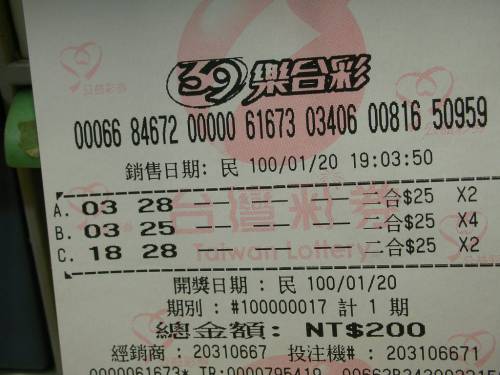 39樂合彩
00066 84672 00000 61673 03406 00816 50959
銷售日期: 民 100/01/20 19:03:50
A. 03 28 —— —— —— 二合$25 X2
B. 03 25 —— —— —— 二合$25 X4
C. 18 28 —— —— —— 二合$25 X2
台灣彩券
Taiwan Lottery
開獎日期 : 民 100/01/20
期別 : #100000017 計 1 期
總金額: NT$200
經銷商 : 20310667 投注機# : 203106671